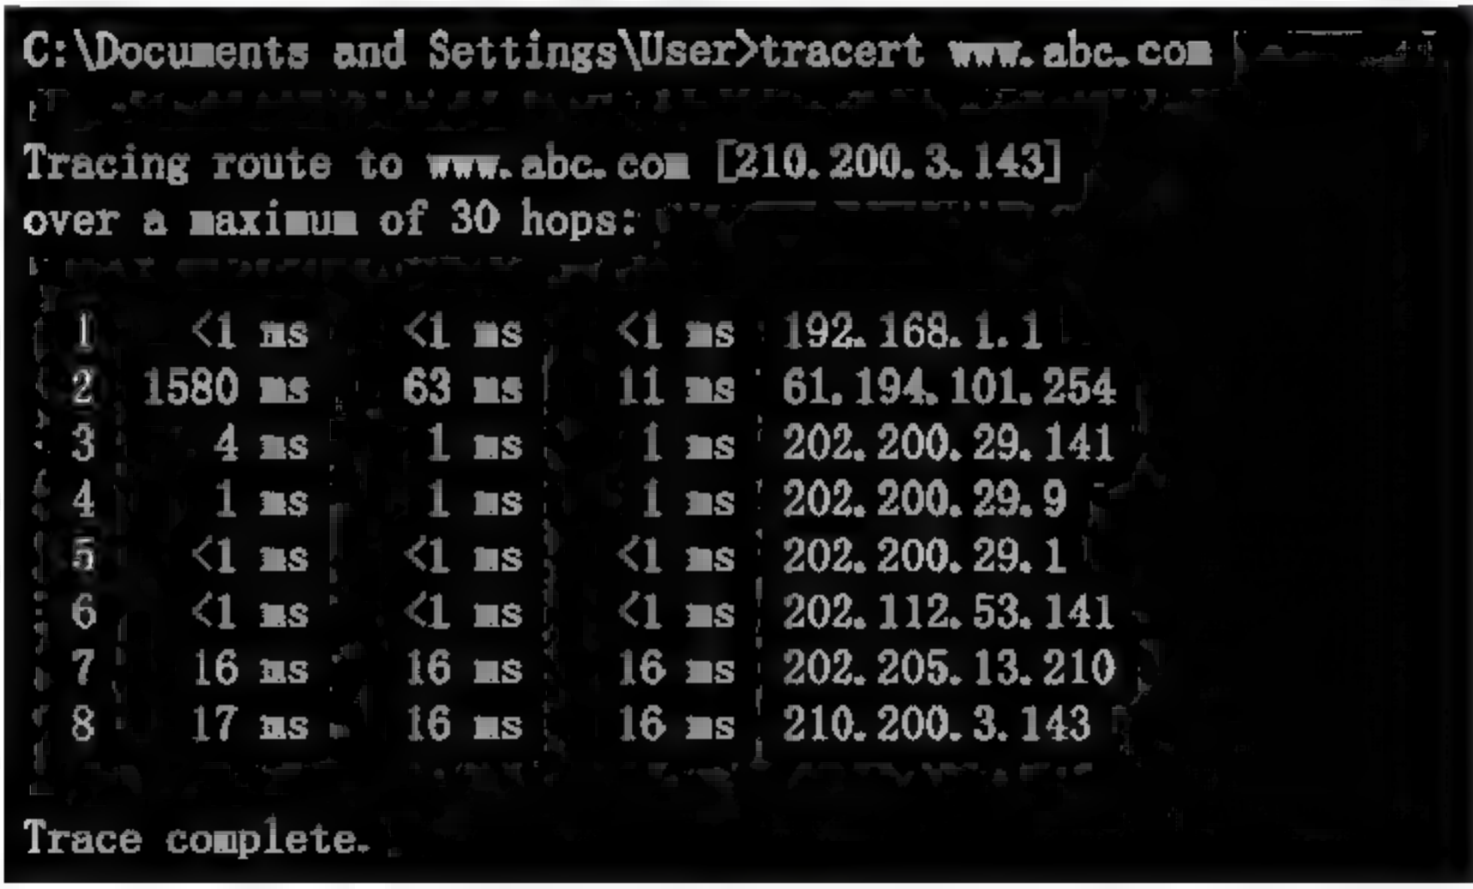 C:\Documents and Settings\User>tracert www.abc.com
Tracing route to www.abc.com [210.200.3.143]
over a maximum of 30 hops:
1 <1 ms <1 ms <1 ms 192.168.1.1
2 1580 ms 63 ms 11 ms 61.194.101.254
3 4 ms 1 ms 1 ms 202.200.29.141
4 1 ms 1 ms 1 ms 202.200.29.9
5 <1 ms <1 ms <1 ms 202.200.29.1
6 <1 ms <1 ms <1 ms 202.112.53.141
7 16 ms 16 ms 16 ms 202.205.13.210
8 17 ms 16 ms 16 ms 210.200.3.143
Trace complete.